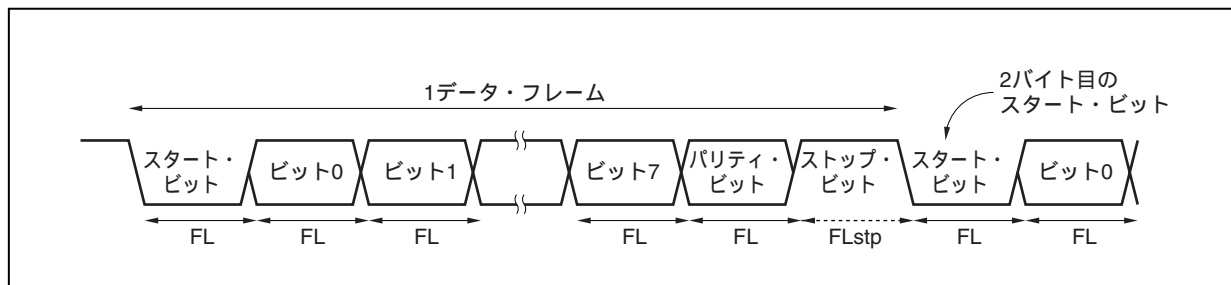 1データ・フレーム
2バイト目の
スタート・ビット
スタート・
ビット
ビット0
ビット1
ビット7
パリティ・
ビット
ストップ・
ビット
スタート・
ビット
ビット0
FL
FL
FL
FL
FL
FLstp
FL
FL